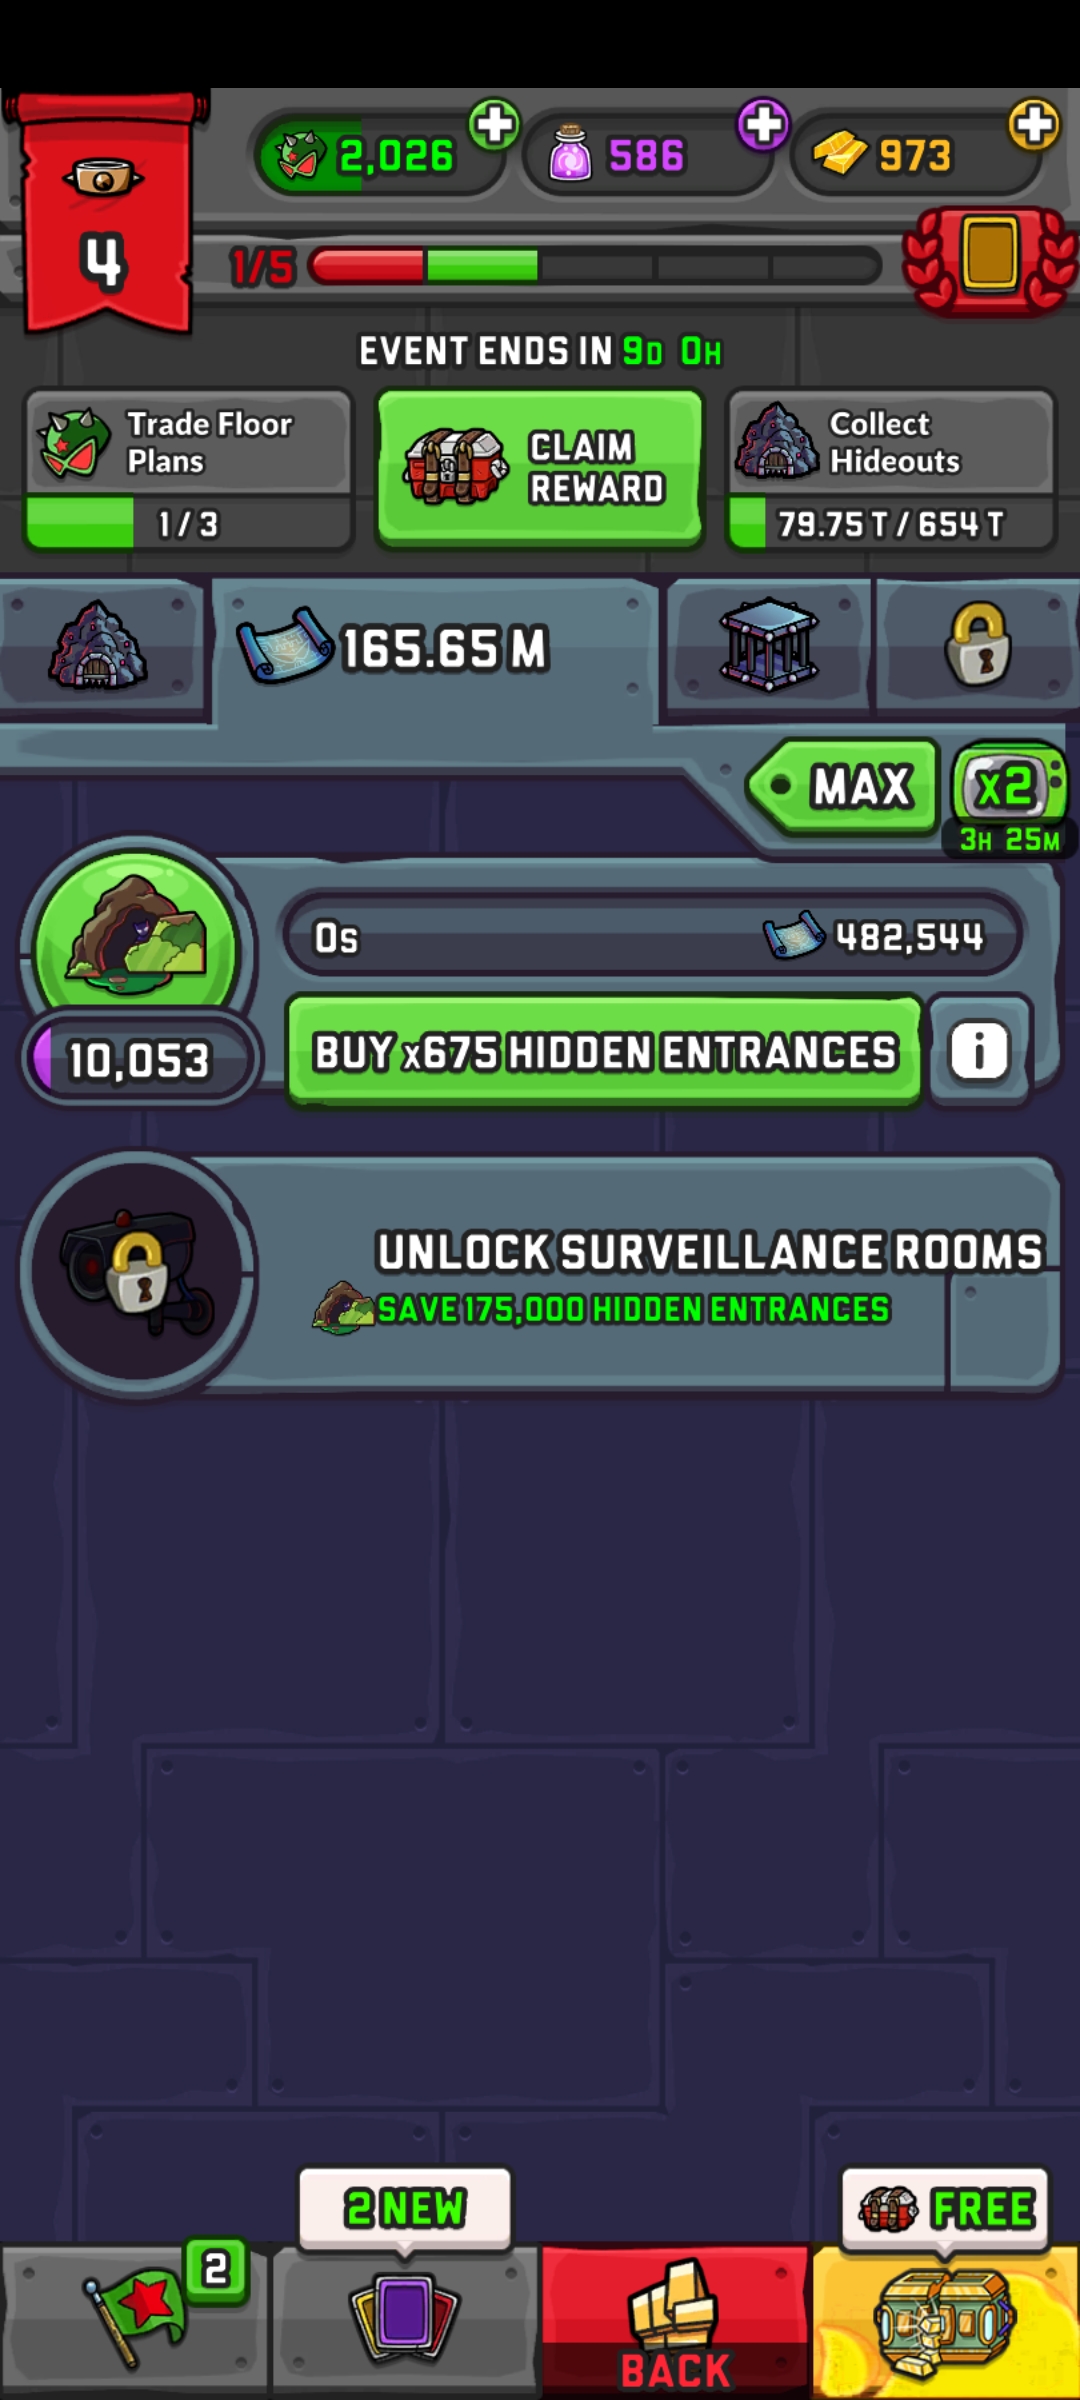 2,026
586
973
4
1/5
EVENT ENDS IN 9D 0H
Trade Floor
Plans
1 / 3
CLAIM
REWARD
Collect
Hideouts
79.75 T / 654 T
165.65 M
MAX
x2
3H 25M
0s
482,544
10,053
BUY x675 HIDDEN ENTRANCES
i
UNLOCK SURVEILLANCE ROOMS
SAVE 175,000 HIDDEN ENTRANCES
2 NEW
FREE
2
BACK